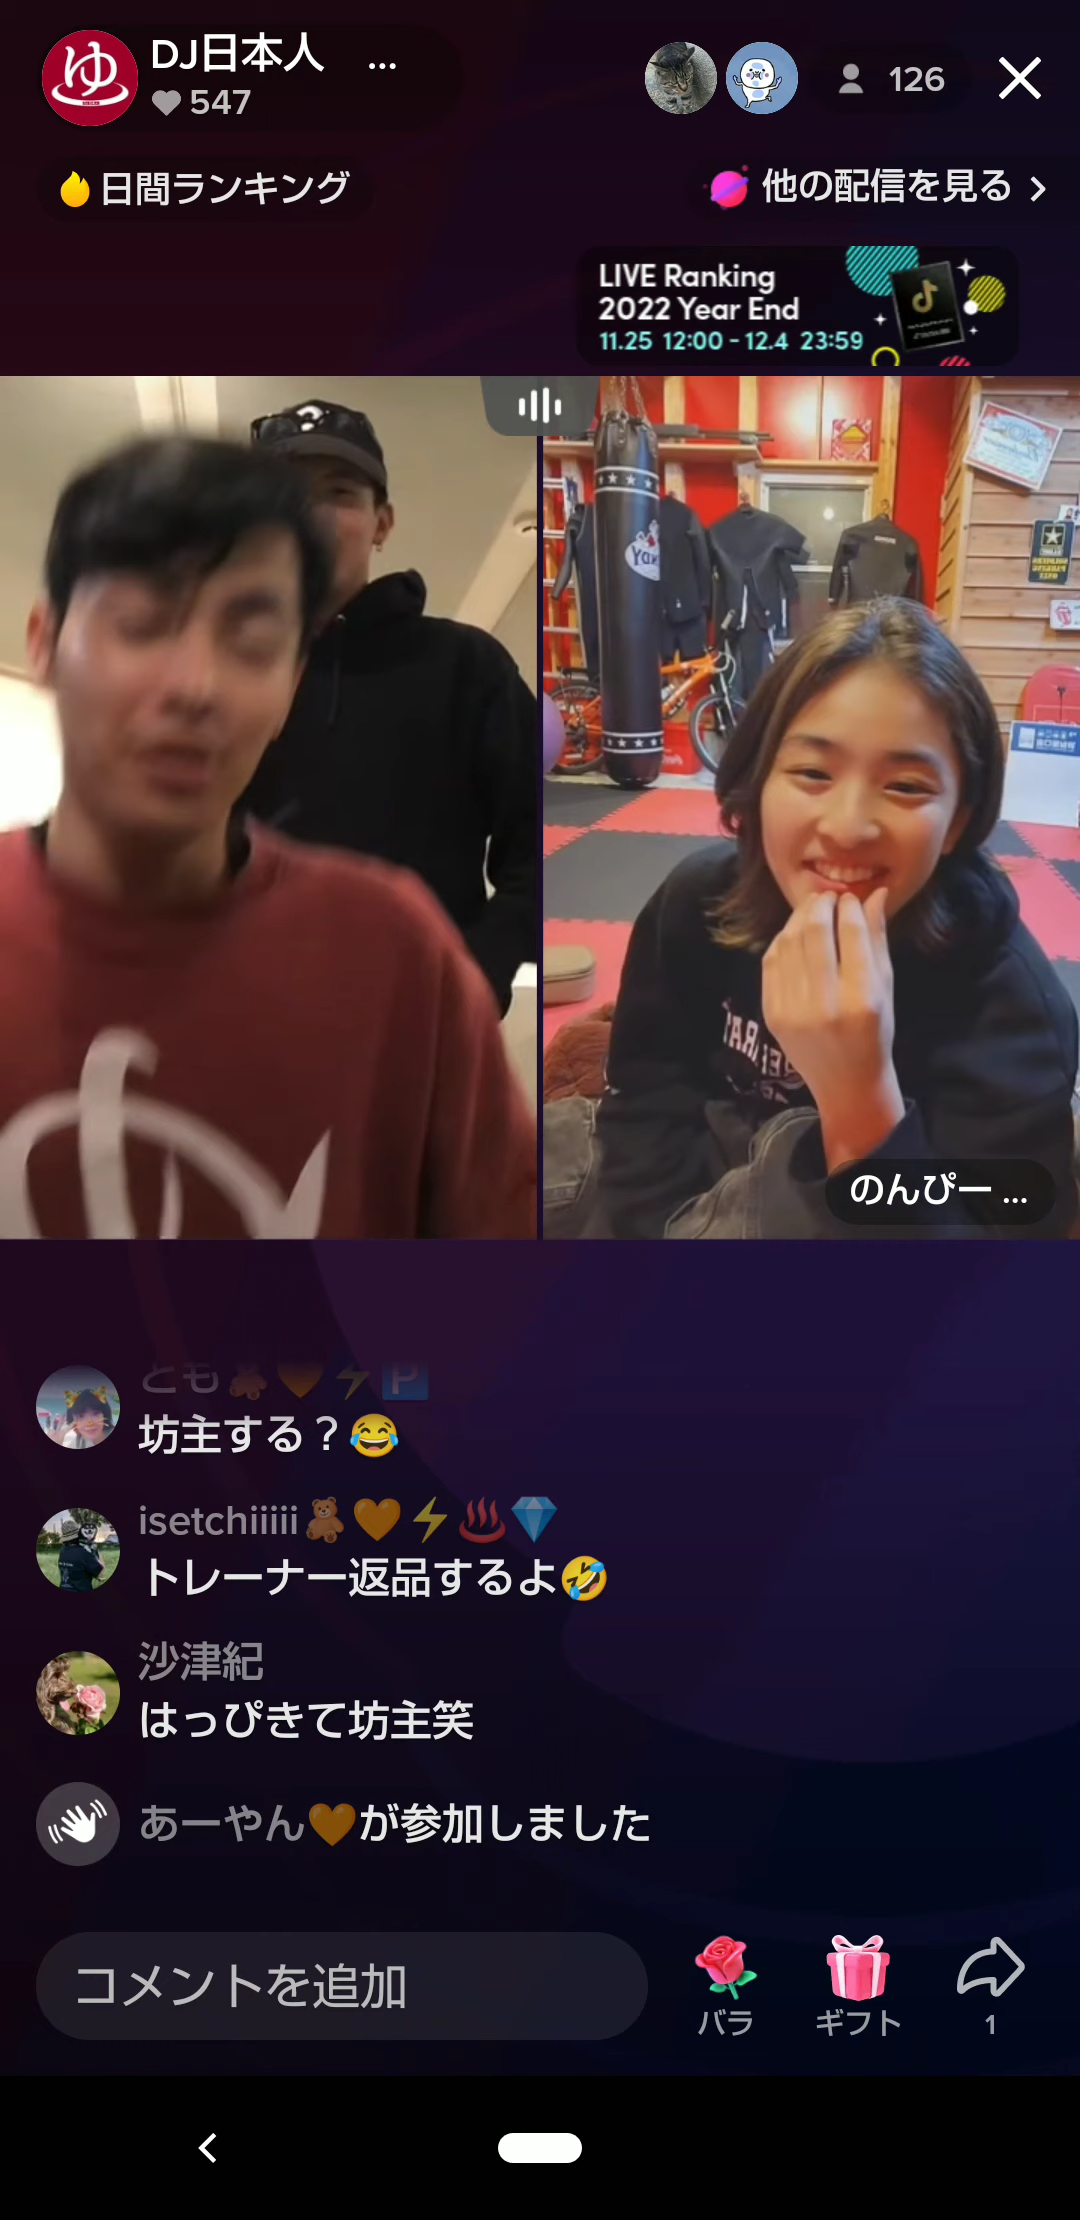 ゆ
DJ日本人 ...
547
126
日間ランキング
他の配信を見る
LIVE Ranking
2022 Year End
11.25 12:00 - 12.4 23:59
のんぴー ...
とも🧸🧡⚡🅿️
坊主する？😂
isetchiiiii🧸🧡⚡♨️💎
トレーナー返品するよ🤣
沙津紀
はっぴきて坊主笑
あーやん🧡が参加しました
コメントを追加
バラ
ギフト
1